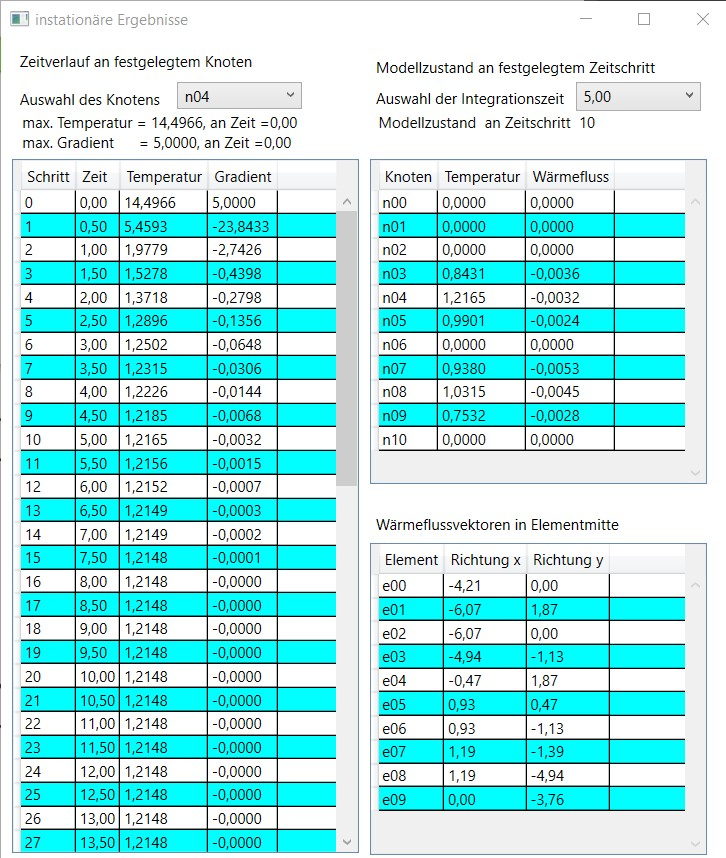 instationäre Ergebnisse
Zeitverlauf an festgelegtem Knoten
Auswahl des Knotens n04
max. Temperatur = 14,4966, an Zeit =0,00
max. Gradient = 5,0000, an Zeit =0,00
Schritt Zeit Temperatur Gradient
0 0,00 14,4966 5,0000
1 0,50 5,4593 -23,8433
2 1,00 1,9779 -2,7426
3 1,50 1,5278 -0,4398
4 2,00 1,3718 -0,2798
5 2,50 1,2896 -0,1356
6 3,00 1,2502 -0,0648
7 3,50 1,2315 -0,0306
8 4,00 1,2226 -0,0144
9 4,50 1,2185 -0,0068
10 5,00 1,2165 -0,0032
11 5,50 1,2156 -0,0015
12 6,00 1,2152 -0,0007
13 6,50 1,2149 -0,0003
14 7,00 1,2149 -0,0002
15 7,50 1,2148 -0,0001
16 8,00 1,2148 -0,0000
17 8,50 1,2148 -0,0000
18 9,00 1,2148 -0,0000
19 9,50 1,2148 -0,0000
20 10,00 1,2148 -0,0000
21 10,50 1,2148 -0,0000
22 11,00 1,2148 -0,0000
23 11,50 1,2148 -0,0000
24 12,00 1,2148 -0,0000
25 12,50 1,2148 -0,0000
26 13,00 1,2148 -0,0000
27 13,50 1,2148 -0,0000
Modellzustand an festgelegtem Zeitschritt
Auswahl der Integrationszeit 5,00
Modellzustand an Zeitschritt 10
Knoten Temperatur Wärmefluss
n00 0,0000 0,0000
n01 0,0000 0,0000
n02 0,0000 0,0000
n03 0,8431 -0,0036
n04 1,2165 -0,0032
n05 0,9901 -0,0024
n06 0,0000 0,0000
n07 0,9380 -0,0053
n08 1,0315 -0,0045
n09 0,7532 -0,0028
n10 0,0000 0,0000
Wärmeflussvektoren in Elementmitte
Element Richtung x Richtung y
e00 -4,21 0,00
e01 -6,07 1,87
e02 -6,07 0,00
e03 -4,94 -1,13
e04 -0,47 1,87
e05 0,93 0,47
e06 0,93 -1,13
e07 1,19 -1,39
e08 1,19 -4,94
e09 0,00 -3,76